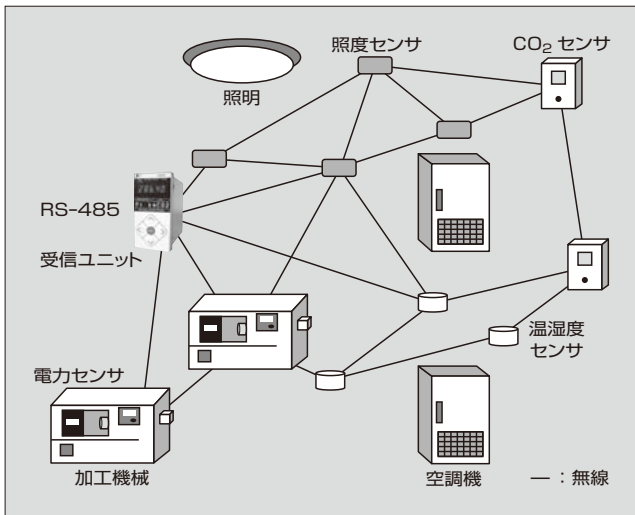 照度センサ
CO₂ センサ
照明
RS-485
受信ユニット
温湿度
センサ
電力センサ
加工機械
空調機
— ：無線